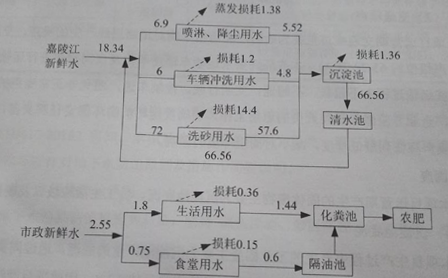 蒸发损耗1.38
6.9 喷淋、降尘用水 5.52
嘉陵江
新鲜水 18.34
损耗1.2
6 车辆冲洗用水 4.8
损耗1.36
沉淀池
66.56
损耗14.4
清水池
72 洗砂用水 57.6
66.56
损耗0.36
1.8 生活用水 1.44 化粪池 农肥
市政新鲜水 2.55
损耗0.15
0.75 食堂用水 0.6 隔油池